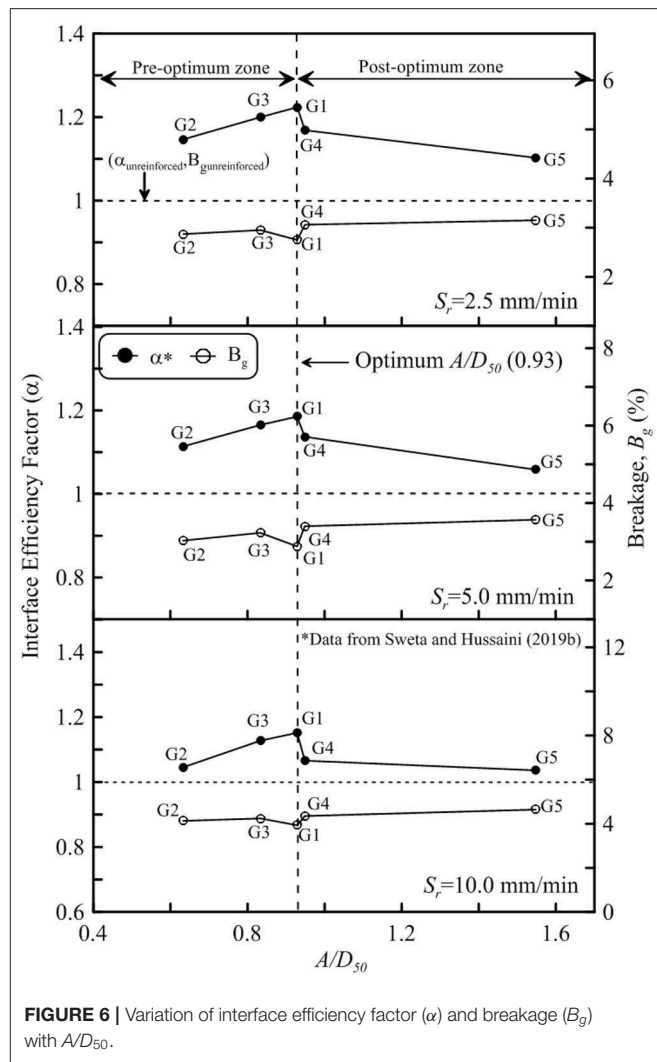 1.4
Pre-optimum zone
Post-optimum zone
6
G2
G3
G1
G4
G5
1.2
(αunreinforced,Bgunreinforced)
4
1
G2
G3
G1
G4
G5
0.8
2
Sr=2.5 mm/min
1.4
α* Bg
Optimum A/D50 (0.93)
8
G2
G3
G1
G4
G5
1.2
6
1
4
G2
G3
G1
G4
G5
0.8
2
Sr=5.0 mm/min
Interface Efficiency Factor (α)
Breakage, Bg (%)
*Data from Sweta and Hussaini (2019b)
1.4
12
G2
G3
G1
G4
G5
1.2
8
1
G2
G3
G1
G4
G5
0.8
4
Sr=10.0 mm/min
0.6
0
0.4 0.8 1.2 1.6
A/D50
FIGURE 6 | Variation of interface efficiency factor (α) and breakage (Bg)
with A/D50.